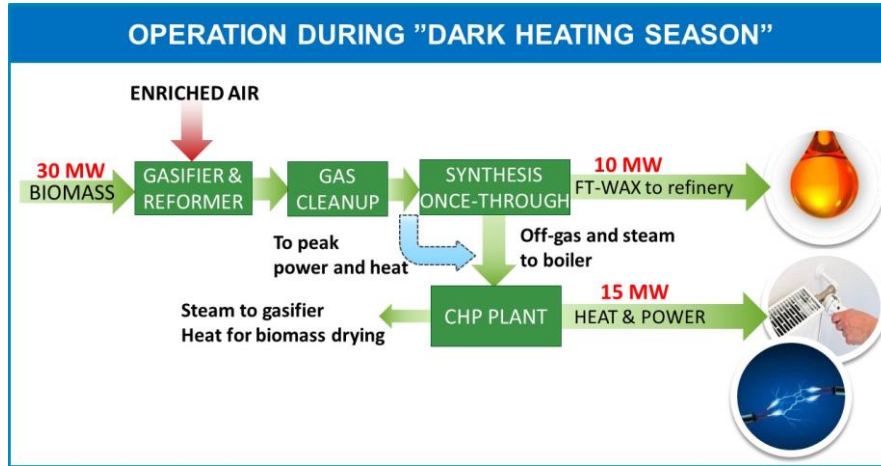 OPERATION DURING ”DARK HEATING SEASON”
ENRICHED AIR
30 MW
BIOMASS
GASIFIER &
REFORMER
GAS
CLEANUP
SYNTHESIS
ONCE-THROUGH
10 MW
FT-WAX to refinery
To peak
power and heat
Off-gas and steam
to boiler
Steam to gasifier
Heat for biomass drying
CHP PLANT
15 MW
HEAT & POWER